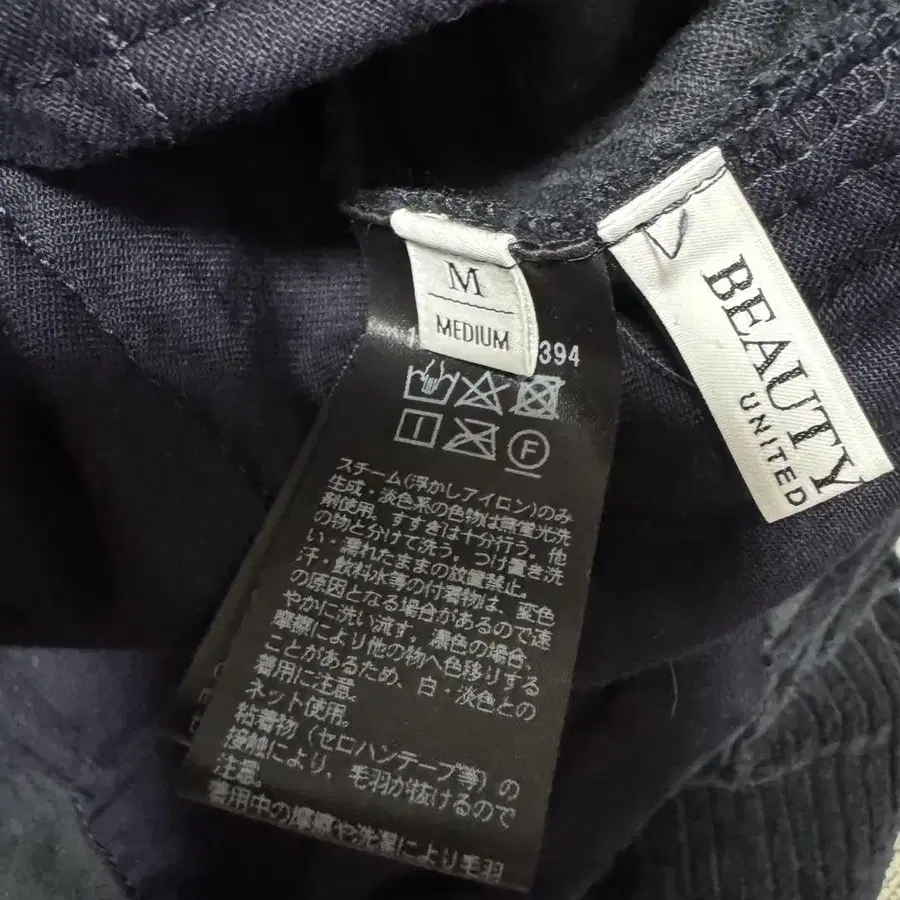 M
MEDIUM
394
F
スチーム(浮かしアイロン)のみ
生成・淡色系の色物は無蛍光洗
剤使用。すすぎは十分行う。他
の物と分けて洗う。つけ置き洗
い・濡れたままの放置禁止。
汗・飲料水等の付着物は、変色
の原因となる場合があるので速
やかに洗い流す。濃色の場合、
摩擦により他の物へ色移りする
ことがあるため、白・淡色との
着用に注意。
ネット使用。
粘着物(セロハンテープ等)の
接触により、毛羽が抜けるので
注意。
着用中の摩擦や洗濯により毛羽
BEAUTY
UNITED